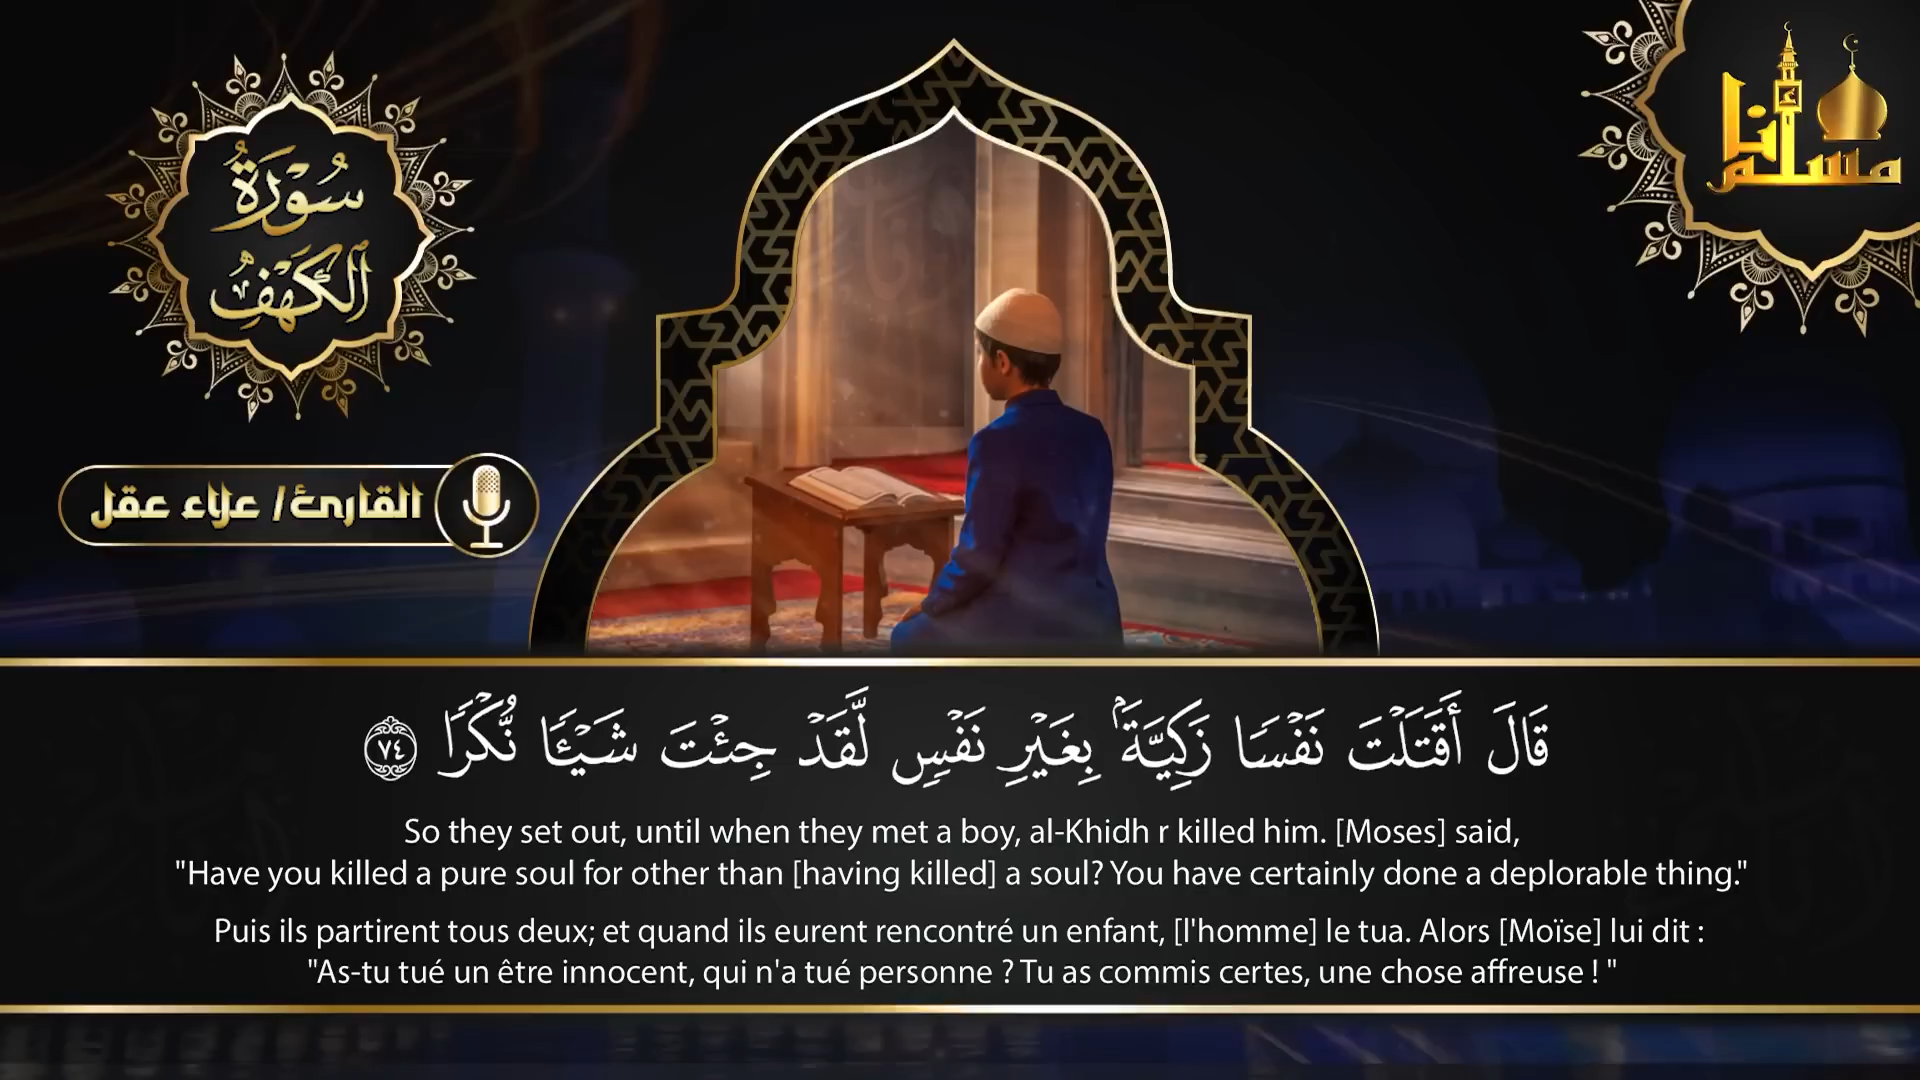 سُورَةُ
الكَهْفِ
أنا
مسلم
القارئ/ علاء عقل
قَالَ أَقَتَلْتَ نَفْسًا زَكِيَّةًۢ بِغَيْرِ نَفْسٍ لَّقَدْ جِئْتَ شَيْـًٔا نُّكْرًا ٧٤
So they set out, until when they met a boy, al-Khidh r killed him. [Moses] said,
"Have you killed a pure soul for other than [having killed] a soul? You have certainly done a deplorable thing."
Puis ils partirent tous deux; et quand ils eurent rencontré un enfant, [l'homme] le tua. Alors [Moïse] lui dit :
"As-tu tué un être innocent, qui n'a tué personne ? Tu as commis certes, une chose affreuse ! "